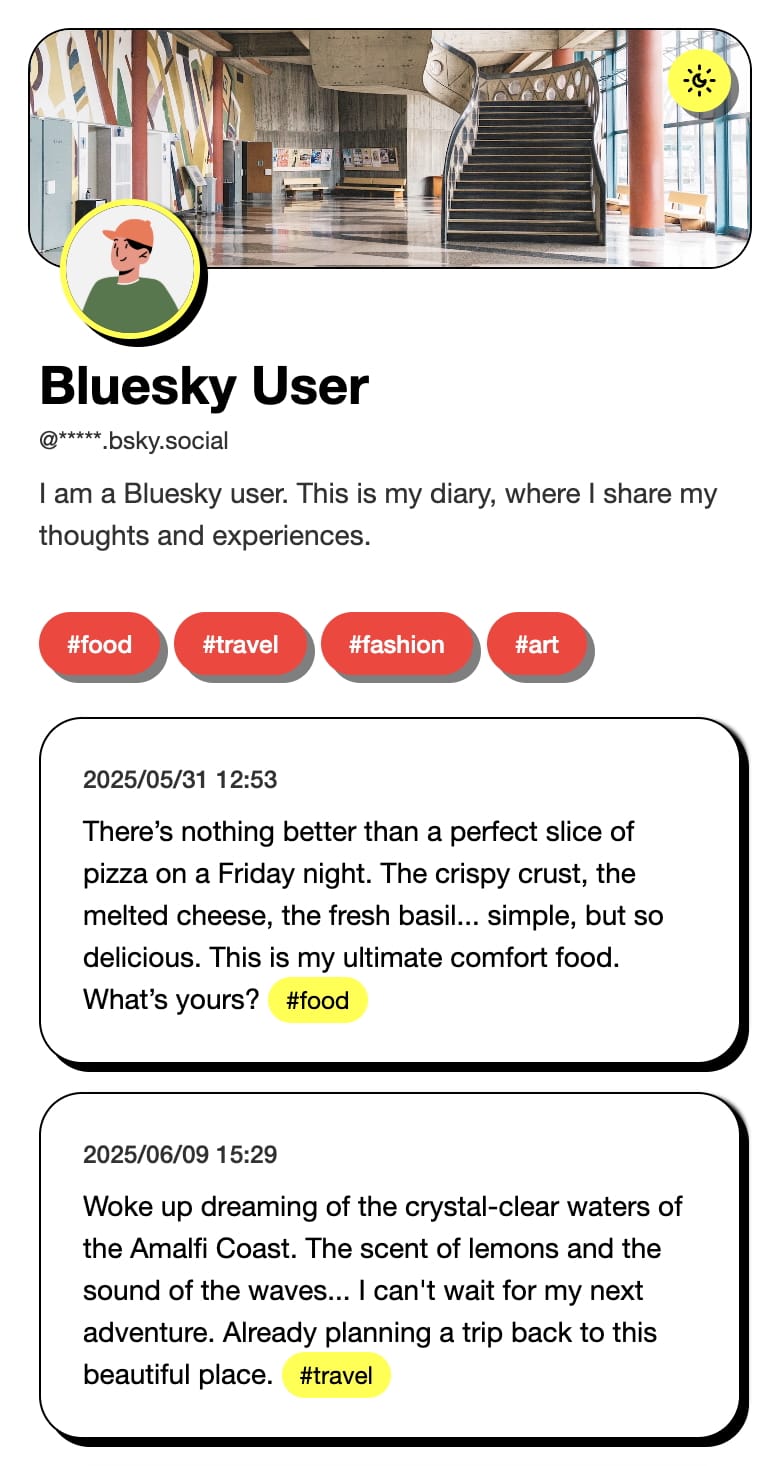 Bluesky User
@*****.bsky.social
I am a Bluesky user. This is my diary, where I share my
thoughts and experiences.
#food #travel #fashion #art
2025/05/31 12:53
There’s nothing better than a perfect slice of
pizza on a Friday night. The crispy crust, the
melted cheese, the fresh basil... simple, but so
delicious. This is my ultimate comfort food.
What’s yours? #food
2025/06/09 15:29
Woke up dreaming of the crystal-clear waters of
the Amalfi Coast. The scent of lemons and the
sound of the waves... I can't wait for my next
adventure. Already planning a trip back to this
beautiful place. #travel